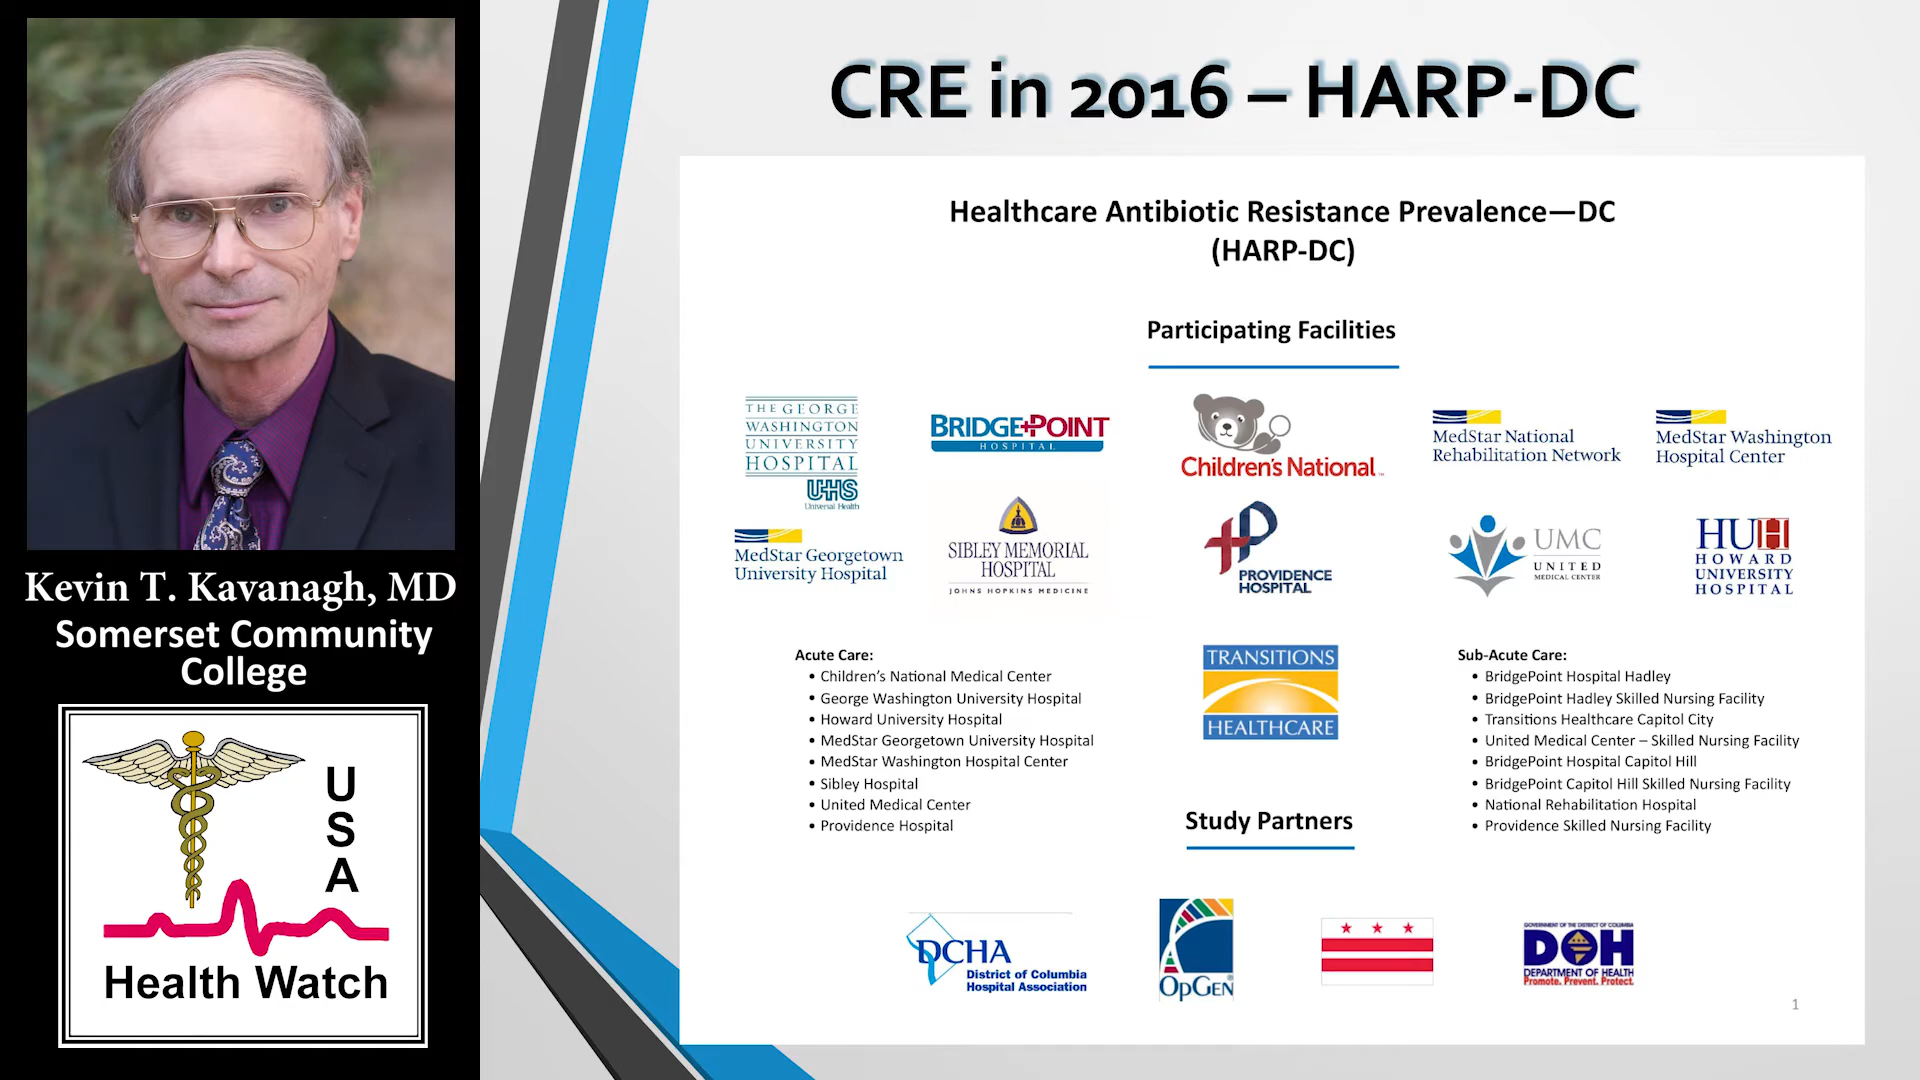 Kevin T. Kavanagh, MD
Somerset Community
College
U
S
A
Health Watch
CRE in 2016 – HARP-DC
Healthcare Antibiotic Resistance Prevalence—DC
(HARP-DC)
Participating Facilities
THE GEORGE
WASHINGTON
UNIVERSITY
HOSPITAL
UHS
Universal Health
BRIDGEPOINT
HOSPITAL
Children's National™
MedStar National
Rehabilitation Network
MedStar Washington
Hospital Center
MedStar Georgetown
University Hospital
SIBLEY MEMORIAL
HOSPITAL
JOHNS HOPKINS MEDICINE
P
PROVIDENCE
HOSPITAL
UMC
UNITED
MEDICAL CENTER
HUH
HOWARD
UNIVERSITY
HOSPITAL
Acute Care:
• Children's National Medical Center
• George Washington University Hospital
• Howard University Hospital
• MedStar Georgetown University Hospital
• MedStar Washington Hospital Center
• Sibley Hospital
• United Medical Center
• Providence Hospital
TRANSITIONS
HEALTHCARE
Sub-Acute Care:
• BridgePoint Hospital Hadley
• BridgePoint Hadley Skilled Nursing Facility
• Transitions Healthcare Capitol City
• United Medical Center – Skilled Nursing Facility
• BridgePoint Hospital Capitol Hill
• BridgePoint Capitol Hill Skilled Nursing Facility
• National Rehabilitation Hospital
• Providence Skilled Nursing Facility
Study Partners
DCHA
District of Columbia
Hospital Association
OPGEN®
GOVERNMENT OF THE DISTRICT OF COLUMBIA
DOH
DEPARTMENT OF HEALTH
Promote. Prevent. Protect.
1